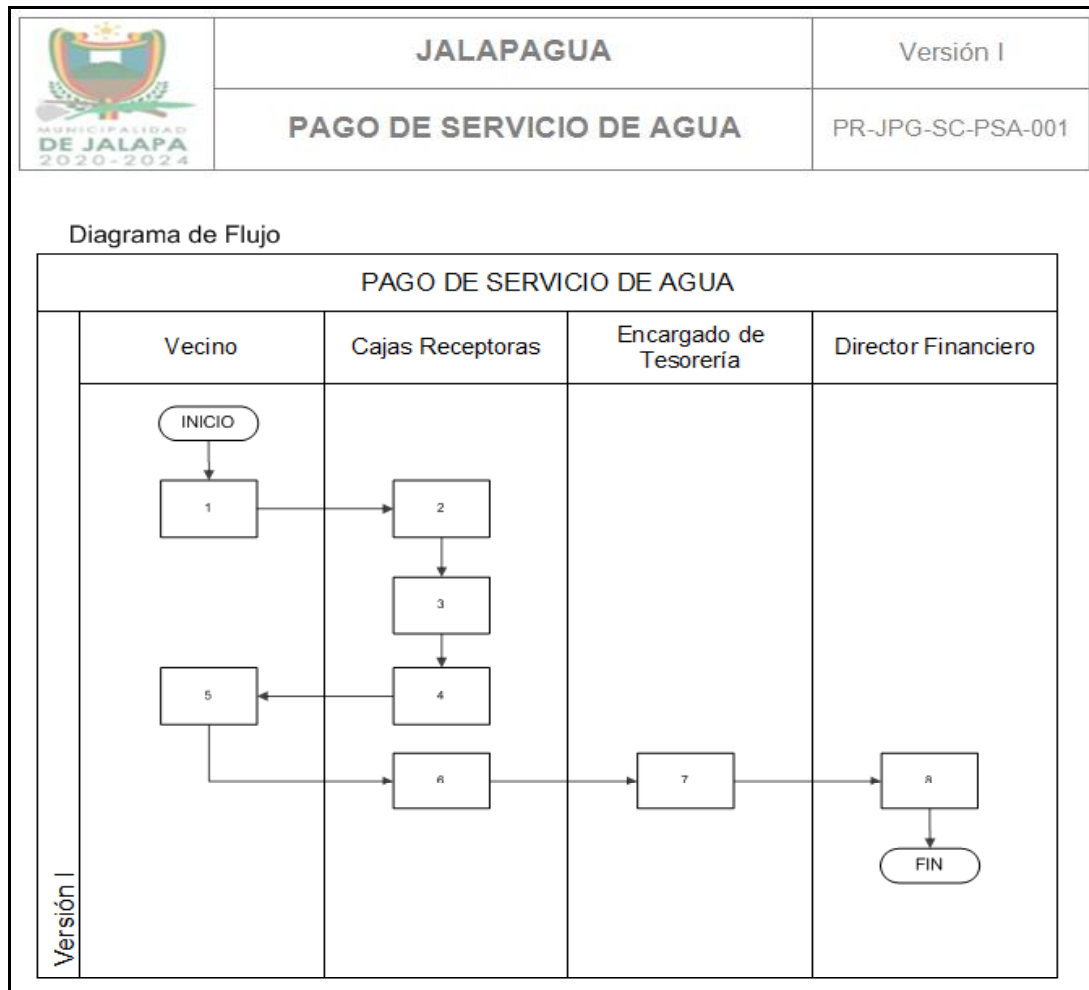 MUNICIPALIDAD
DE JALAPA
2020-2024
JALAPAGUA
Versión I
PAGO DE SERVICIO DE AGUA
PR-JPG-SC-PSA-001
Diagrama de Flujo
PAGO DE SERVICIO DE AGUA
Vecino
Cajas Receptoras
Encargado de
Tesorería
Director Financiero
INICIO
1
2
3
5
4
6
7
8
FIN
Versión I